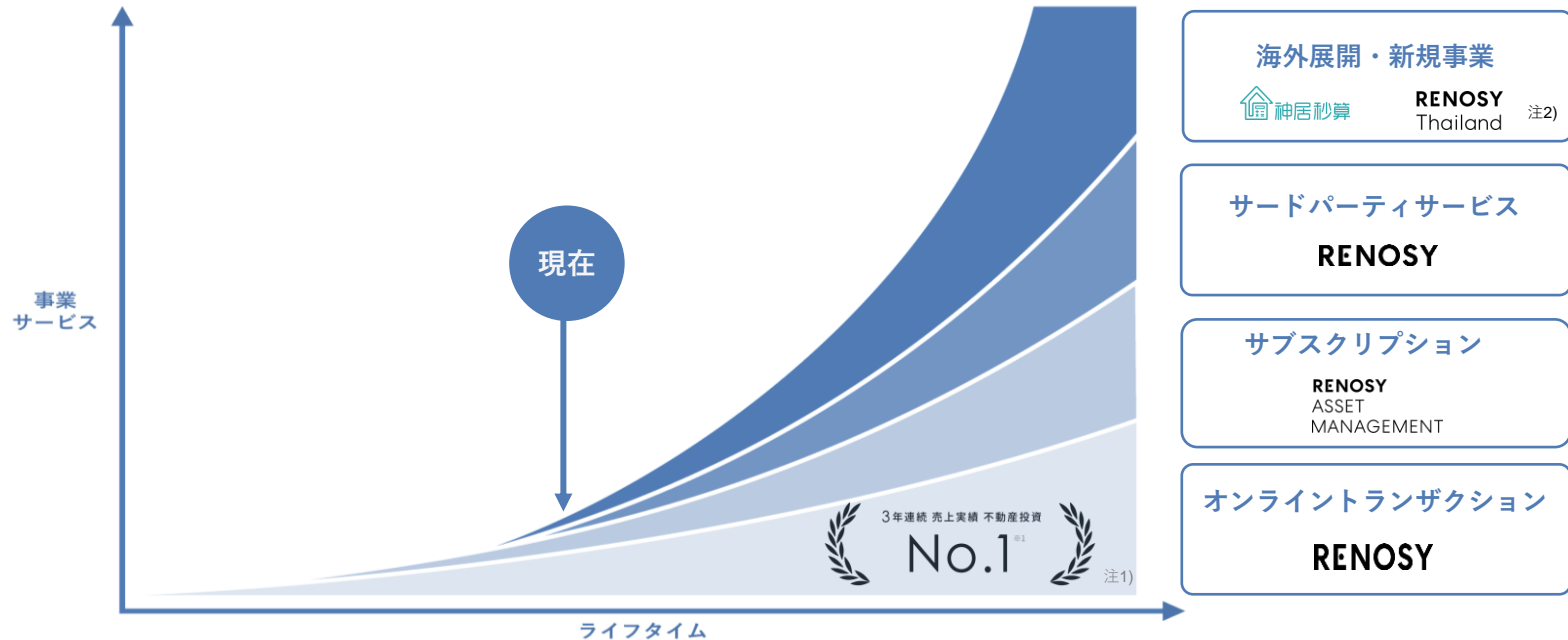 事業
サービス
現在
3年連続 売上実績 不動産投資
No.1※1
注1)
ライフタイム
海外展開・新規事業
神居秒算
RENOSY
Thailand
注2)
サードパーティサービス
RENOSY
サブスクリプション
RENOSY
ASSET
MANAGEMENT
オンライントランザクション
RENOSY